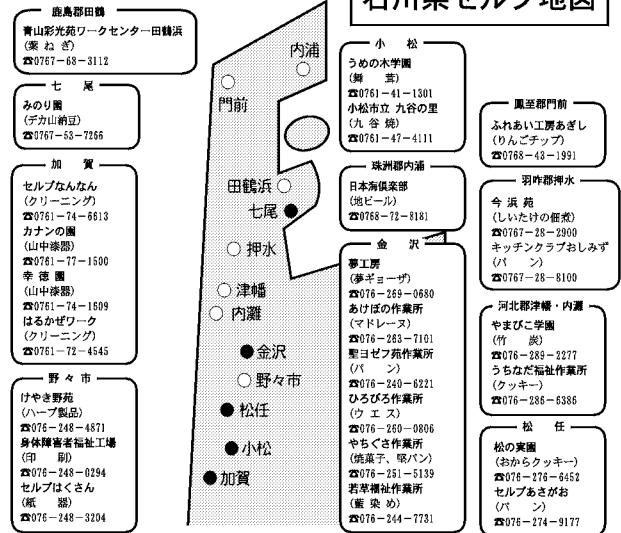 石川県セルプ地図
鹿島郡田鶴
青山彩光苑ワークセンター田鶴浜
(栗 ね ぎ)
☎0767-68-3112
七 尾
みのり園
(デカ山納豆)
☎0767-53-7266
加 賀
セルプなんなん
(クリーニング)
☎0761-74-6613
カナンの園
(山中漆器)
☎0761-77-1500
幸 徳 園
(山中漆器)
☎0761-74-1609
はるかぜワーク
(クリーニング)
☎0761-72-4545
野 々 市
けやき野苑
(ハーブ製品)
☎076-248-4871
身体障害者福祉工場
(印 刷)
☎076-248-0294
セルプはくさん
(紙 器)
☎076-248-3204
内浦
門前
田鶴浜
七尾
押水
津幡
内灘
金沢
野々市
松任
小松
加賀
小 松
うめの木学園
(舞 茸)
☎0761-41-1301
小松市立 九谷の里
(九 谷 焼)
☎0761-47-4111
珠洲郡内浦
日本海倶楽部
(地ビール)
☎0768-72-8181
金 沢
夢工房
(夢ギョーザ)
☎076-269-0680
あけぼの作業所
(マドレーヌ)
☎076-263-7101
聖ヨゼフ苑作業所
(パ ン)
☎076-240-6221
ひろびろ作業所
(ウ エ ス)
☎076-260-0806
やちぐさ作業所
(焼菓子、堅パン)
☎076-251-5139
若草福祉作業所
(藍 染 め)
☎076-244-7731
鳳至郡門前
ふれあい工房あぎし
(りんごチップ)
☎0768-43-1991
羽咋郡押水
今 浜 苑
(しいたけの佃煮)
☎0767-28-2900
キッチンクラブおしみず
(パ ン)
☎0767-28-8100
河北郡津幡・内灘
やまびこ学園
(竹 炭)
☎076-289-2277
うちなだ福祉作業所
(クッキー)
☎076-286-6386
松 任
松の実園
(おからクッキー)
☎076-276-6452
セルプあさがお
(パ ン)
☎076-274-9177